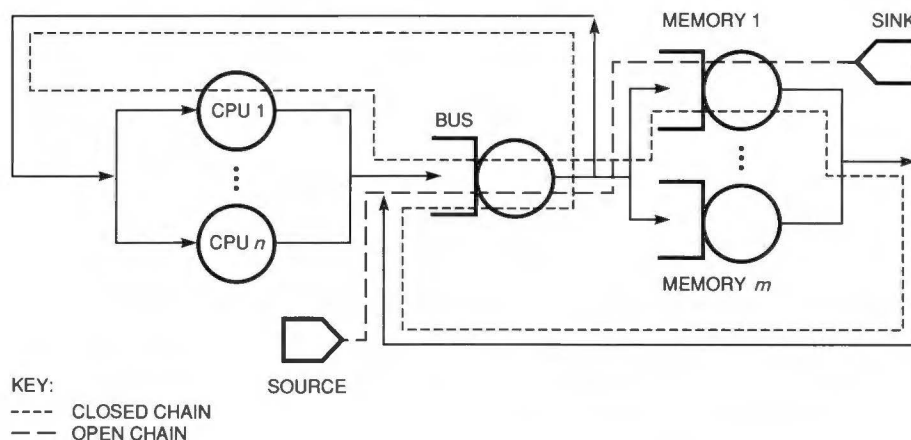 MEMORY 1
SINK
CPU 1
BUS
CPU n
MEMORY m
SOURCE
KEY:
CLOSED CHAIN
OPEN CHAIN